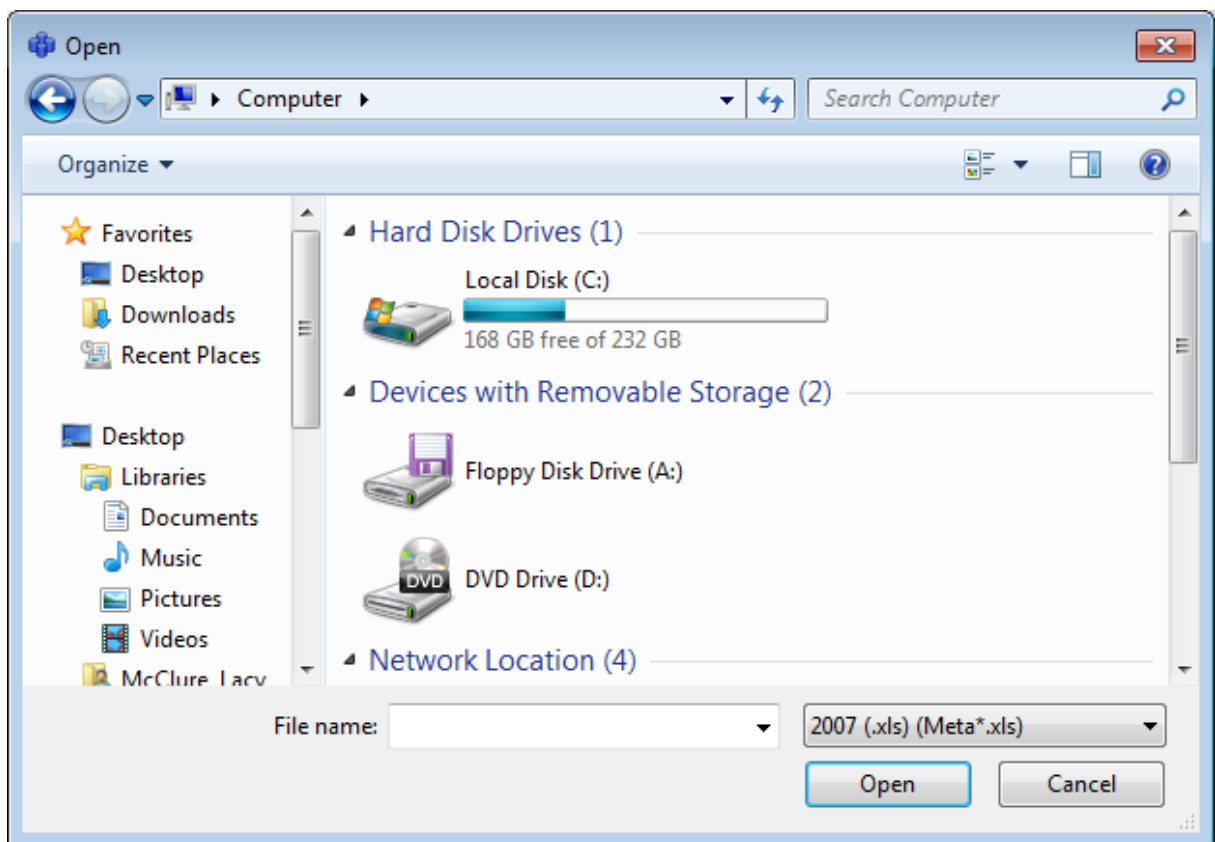 Open
Computer
Search Computer
Organize
Favorites
Desktop
Downloads
Recent Places
Desktop
Libraries
Documents
Music
Pictures
Videos
McClure Lacy
Hard Disk Drives (1)
Local Disk (C:)
168 GB free of 232 GB
Devices with Removable Storage (2)
Floppy Disk Drive (A:)
DVD
DVD Drive (D:)
Network Location (4)
File name:
2007 (.xls) (Meta*.xls)
Open
Cancel